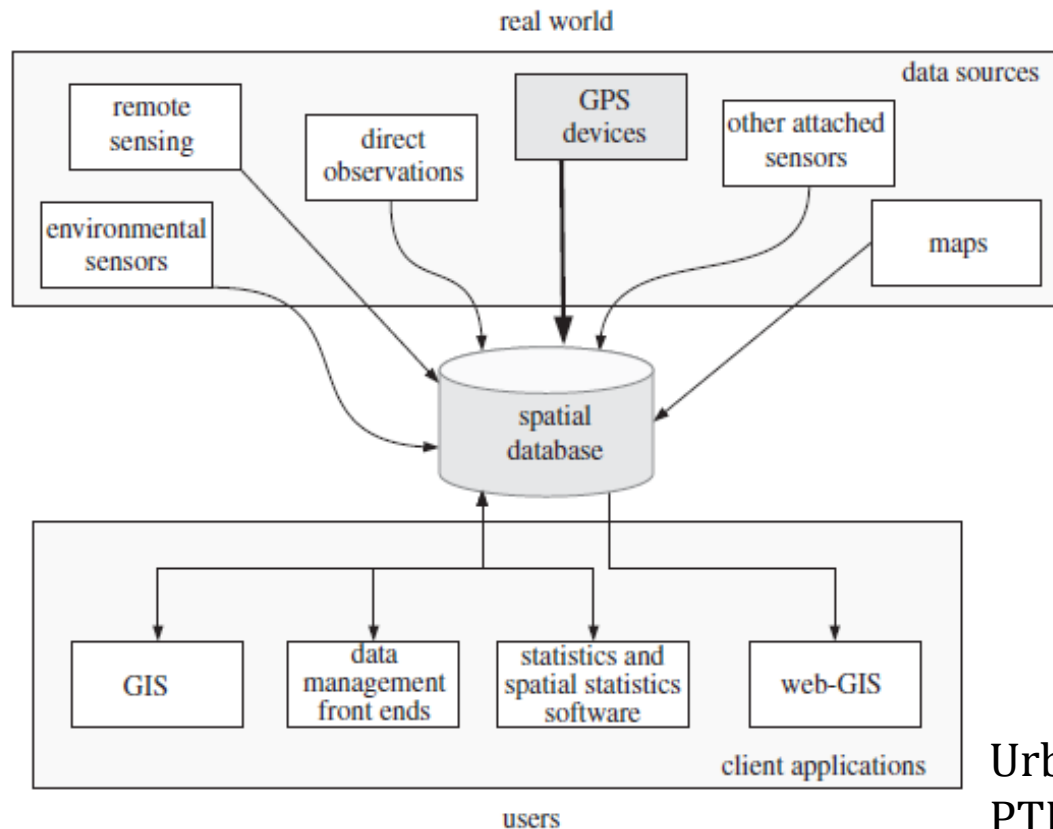 real world
data sources
remote
sensing
direct
observations
GPS
devices
other attached
sensors
environmental
sensors
maps
spatial
database
GIS
data
management
front ends
statistics and
spatial statistics
software
web-GIS
client applications
users